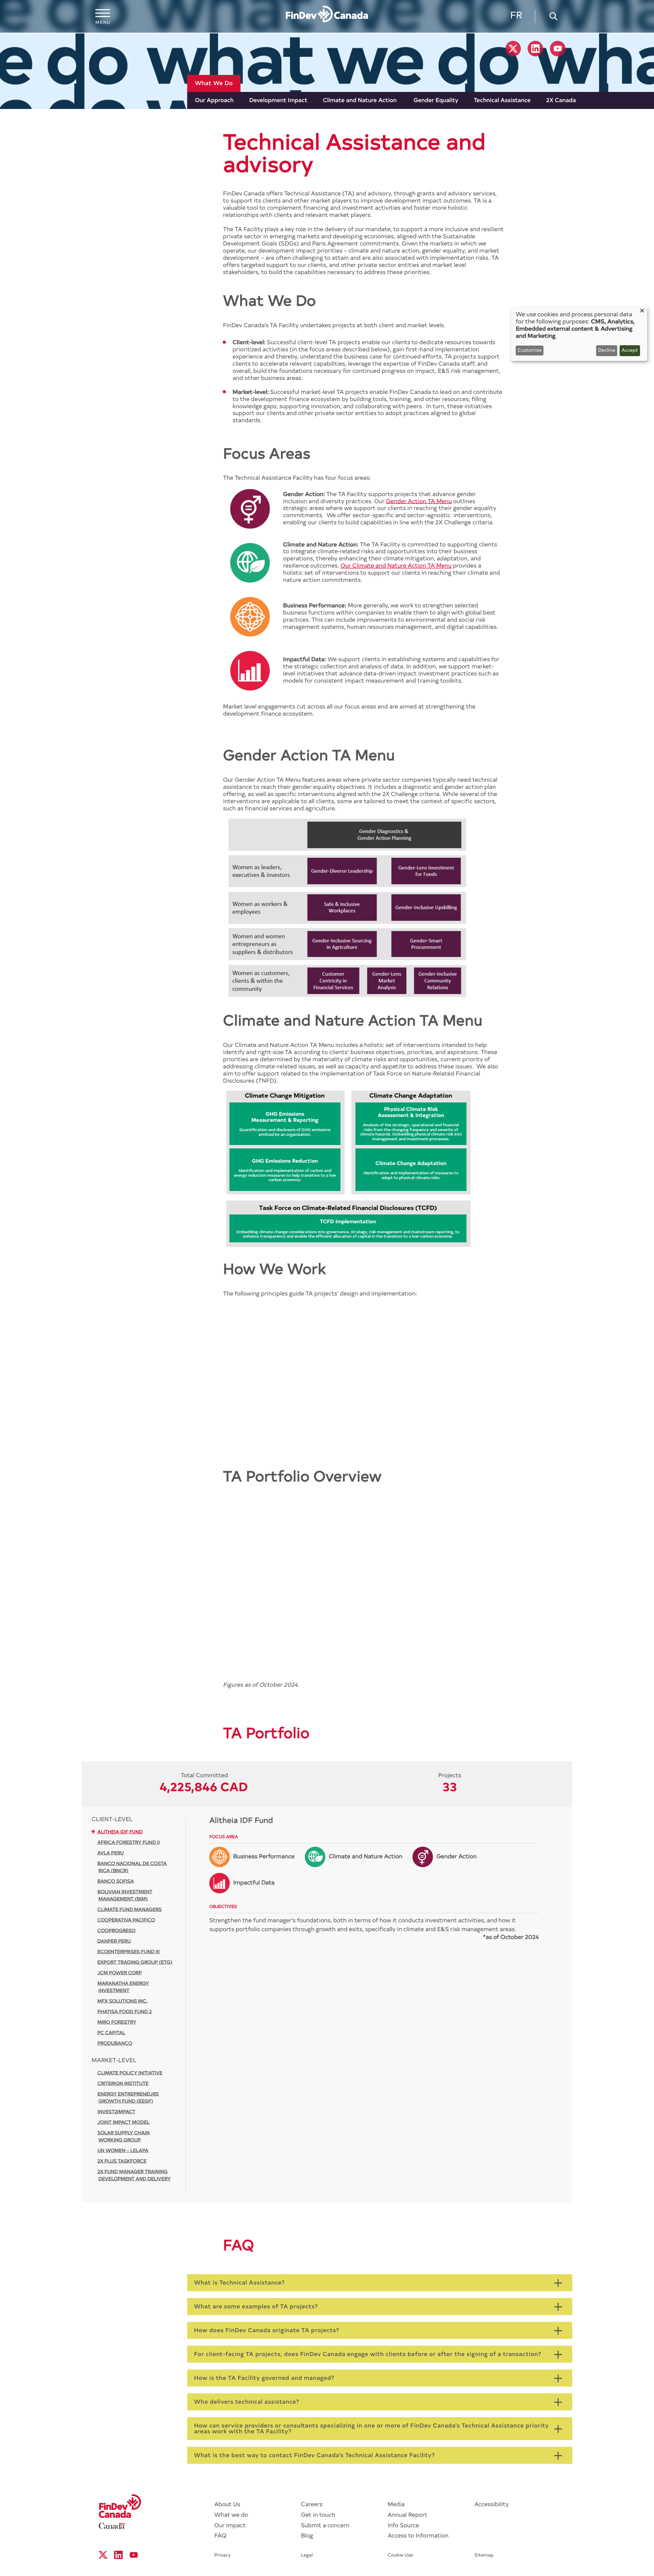 MENU
FinDev Canada
FR
e do what we do what we do wha
What We Do
Our Approach
Development Impact
Climate and Nature Action
Gender Equality
Technical Assistance
2X Canada
Technical Assistance and
advisory
FinDev Canada offers Technical Assistance (TA) and advisory, through grants and advisory services,
to support its clients and other market players to improve development impact outcomes. TA is a
valuable tool to complement financing and investment activities and foster more holistic
relationships with clients and relevant market players.
The TA Facility plays a key role in the delivery of our mandate, to support a more inclusive and resilient
private sector in emerging markets and developing economies, aligned with the Sustainable
Development Goals (SDGs) and Paris Agreement commitments. Given the markets in which we
operate, our development impact priorities – climate and nature action, gender equality, and market
development – are often challenging to attain and are also associated with implementation risks. TA
offers targeted support to our clients, and other private sector entities and market level
stakeholders, to build the capabilities necessary to address these priorities.
What We Do
FinDev Canada's TA Facility undertakes projects at both client and market levels.
Client-level: Successful client-level TA projects enable our clients to dedicate resources towards
prioritized activities (in the focus areas described below), gain first-hand implementation
experience and thereby, understand the business case for continued efforts. TA projects support
clients to accelerate relevant capabilities, leverage the expertise of FinDev Canada staff, and
overall, build the foundations necessary for continued progress on impact, E&S risk management,
and other business areas.
Market-level: Successful market-level TA projects enable FinDev Canada to lead on and contribute
to the development finance ecosystem by building tools, training, and other resources; filling
knowledge gaps; supporting innovation; and collaborating with peers. In turn, these initiatives
support our clients and other private sector entities to adopt practices aligned to global
standards.
We use cookies and process personal data
for the following purposes: CMS, Analytics,
Embedded external content & Advertising
and Marketing.
Customise
Decline
Accept
Focus Areas
The Technical Assistance Facility has four focus areas:
Gender Action: The TA Facility supports projects that advance gender
inclusion and diversity practices. Our Gender Action TA Menu outlines
strategic areas where we support our clients in reaching their gender equality
commitments. We offer sector-specific and sector-agnostic interventions,
enabling our clients to build capabilities in line with the 2X Challenge criteria.
Climate and Nature Action: The TA Facility is committed to supporting clients
to integrate climate-related risks and opportunities into their business
operations, thereby enhancing their climate mitigation, adaptation, and
resilience outcomes. Our Climate and Nature Action TA Menu provides a
holistic set of interventions to support our clients in reaching their climate and
nature action commitments.
Business Performance: More generally, we work to strengthen selected
business functions within companies to enable them to align with global best
practices. This can include improvements to environmental and social risk
management systems, human resources management, and digital capabilities.
Impactful Data: We support clients in establishing systems and capabilities for
the strategic collection and analysis of data. In addition, we support market-
level initiatives that advance data-driven impact investment practices such as
models for consistent impact measurement and training toolkits.
Market level engagements cut across all our focus areas and are aimed at strengthening the
development finance ecosystem.
Gender Action TA Menu
Our Gender Action TA Menu features areas where private sector companies typically need technical
assistance to reach their gender equality objectives. It includes a diagnostic and gender action plan
offering, as well as specific interventions aligned with the 2X Challenge criteria. While several of the
interventions are applicable to all clients, some are tailored to meet the context of specific sectors,
such as financial services and agriculture.
Gender Diagnostics &
Gender Action Planning
Women as leaders,
executives & investors
Gender-Diverse Leadership
Gender-Lens Investment
for Funds
Women as workers &
employees
Safe & Inclusive
Workplaces
Gender-Inclusive Upskilling
Women and women
entrepreneurs as
suppliers & distributors
Gender-Inclusive Sourcing
in Agriculture
Gender-Smart
Procurement
Women as customers,
clients & within the
community
Customer
Centricity in
Financial Services
Gender-Lens
Market
Analysis
Gender-Inclusive
Community
Relations
Climate and Nature Action TA Menu
Our Climate and Nature Action TA Menu includes a holistic set of interventions intended to help
identify and right-size TA according to clients' business objectives, priorities, and aspirations. These
priorities are determined by the materiality of climate risks and opportunities, current practice of
addressing climate-related issues, as well as capacity and appetite to address these issues. We also
aim to offer support related to the implementation of Task Force on Nature-Related Financial
Disclosures (TNFD).
Climate Change Mitigation
Climate Change Adaptation
GHG Emissions
Measurement & Reporting
Quantification and disclosure of GHG emissions
emitted by an organisation.
Physical Climate Risk
Assessment & Integration
Analysis of the strategic, operational and financial
risks from the changing frequency and severity of
climate hazards. Embedding physical climate risk into
management and investment processes.
GHG Emissions Reduction
Identification and implementation of carbon and
energy-reduction measures to help transition to a low
carbon economy.
Climate Change Adaptation
Identification and implementation of measures to
adapt to physical climate risks
Task Force on Climate-Related Financial Disclosures (TCFD)
TCFD Implementation
Embedding climate change considerations into governance, strategy, risk management and mainstream reporting, to
enhance transparency and enable the efficient allocation of capital in the transition to a low-carbon economy.
How We Work
The following principles guide TA projects' design and implementation:
TA Portfolio Overview
Figures as of October 2024.
TA Portfolio
Total Committed
4,225,846 CAD
Projects
33
CLIENT-LEVEL
ALITHEIA IDF FUND
AFRICA FORESTRY FUND II
AVLA PERU
BANCO NACIONAL DE COSTA
RICA (BNCR)
BANCO SOFISA
BOLIVIAN INVESTMENT
MANAGEMENT (BIM)
CLIMATE FUND MANAGERS
COOPERATIVA PACIFICO
COOPROGRESO
DANPER PERU
ECOENTERPRISES FUND III
EXPORT TRADING GROUP (ETG)
JCM POWER CORP
MARANATHA ENERGY
INVESTMENT
MFX SOLUTIONS INC.
PHATISA FOOD FUND 2
MIRO FORESTRY
PC CAPITAL
PRODUBANCO
MARKET-LEVEL
CLIMATE POLICY INITIATIVE
CRITERION INSTITUTE
ENERGY ENTREPRENEURS
GROWTH FUND (EEGF)
INVEST2IMPACT
JOINT IMPACT MODEL
SOLAR SUPPLY CHAIN
WORKING GROUP
UN WOMEN – LELAPA
2X PLUS TASKFORCE
2X FUND MANAGER TRAINING
DEVELOPMENT AND DELIVERY
Alitheia IDF Fund
FOCUS AREA
Business Performance
Climate and Nature Action
Gender Action
Impactful Data
OBJECTIVES
Strengthen the fund manager's foundations, both in terms of how it conducts investment activities, and how it
supports portfolio companies through growth and exits, specifically in climate and E&S risk management areas.
*as of October 2024
FAQ
What is Technical Assistance?
What are some examples of TA projects?
How does FinDev Canada originate TA projects?
For client-facing TA projects, does FinDev Canada engage with clients before or after the signing of a transaction?
How is the TA Facility governed and managed?
Who delivers technical assistance?
How can service providers or consultants specializing in one or more of FinDev Canada's Technical Assistance priority
areas work with the TA Facility?
What is the best way to contact FinDev Canada's Technical Assistance Facility?
FinDev
Canada
Canada
About Us
What we do
Our Impact
FAQ
Careers
Get in touch
Submit a concern
Blog
Media
Annual Report
Info Source
Access to Information
Accessibility
Privacy
Legal
Cookie Use
Sitemap